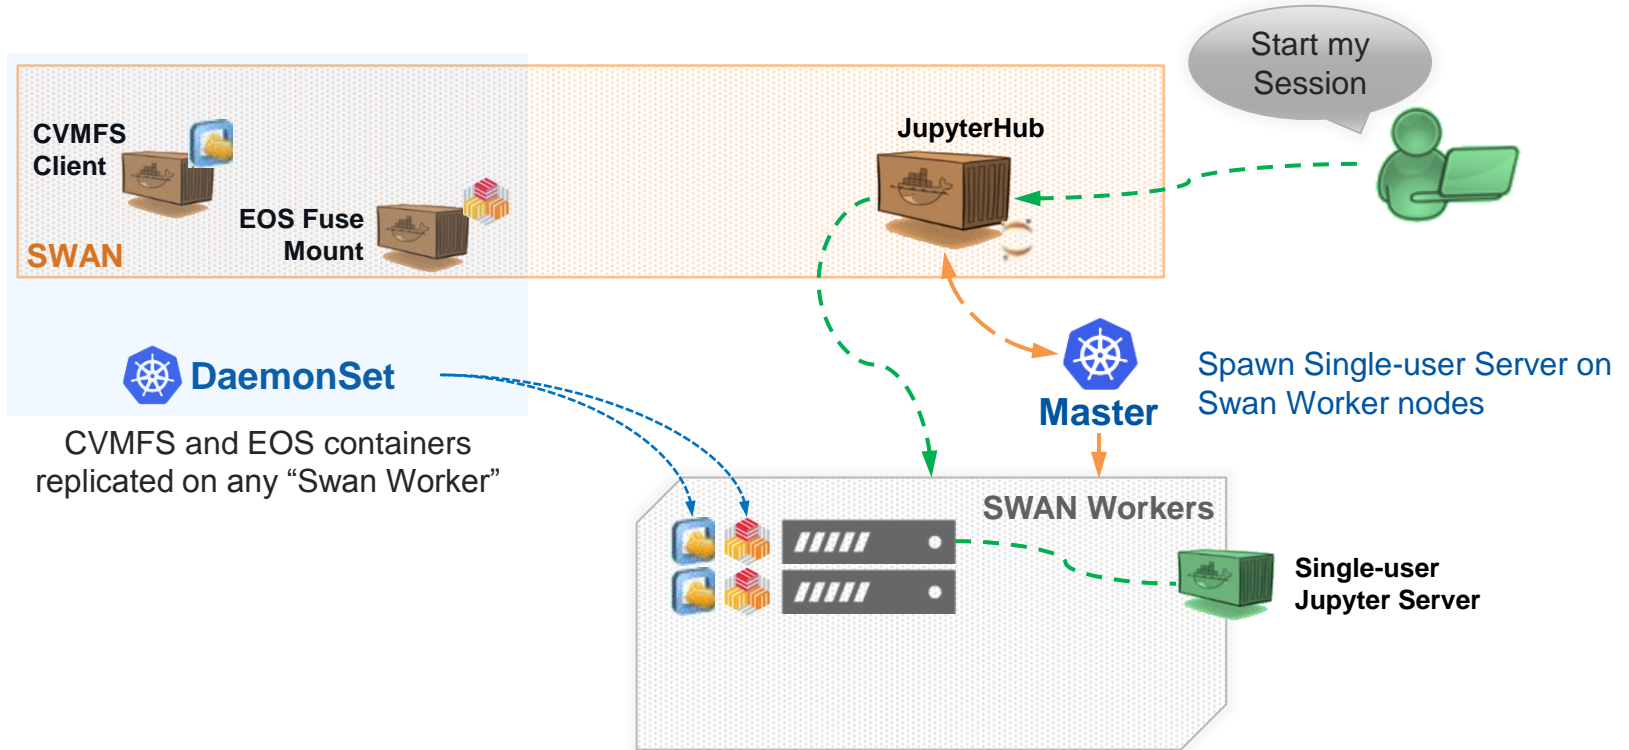 Start my
Session
CVMFS
Client
JupyterHub
EOS Fuse
Mount
SWAN
DaemonSet
Master
Spawn Single-user Server on
Swan Worker nodes
CVMFS and EOS containers
replicated on any “Swan Worker”
SWAN Workers
Single-user
Jupyter Server